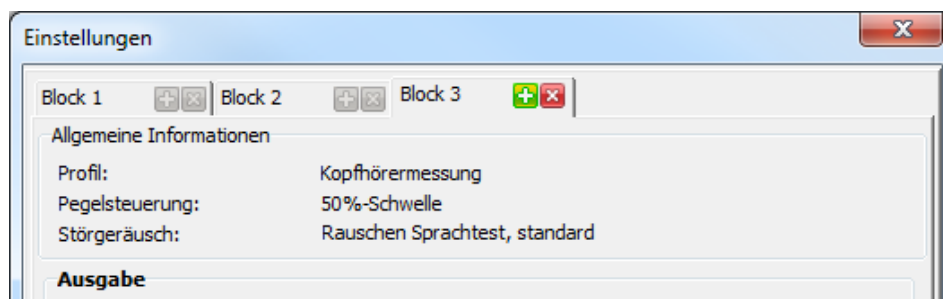 Einstellungen
Block 1 Block 2 Block 3
Allgemeine Informationen
Profil: Kopfhörermessung
Pegelsteuerung: 50%-Schwelle
Störgeräusch: Rauschen Sprachtest, standard
Ausgabe